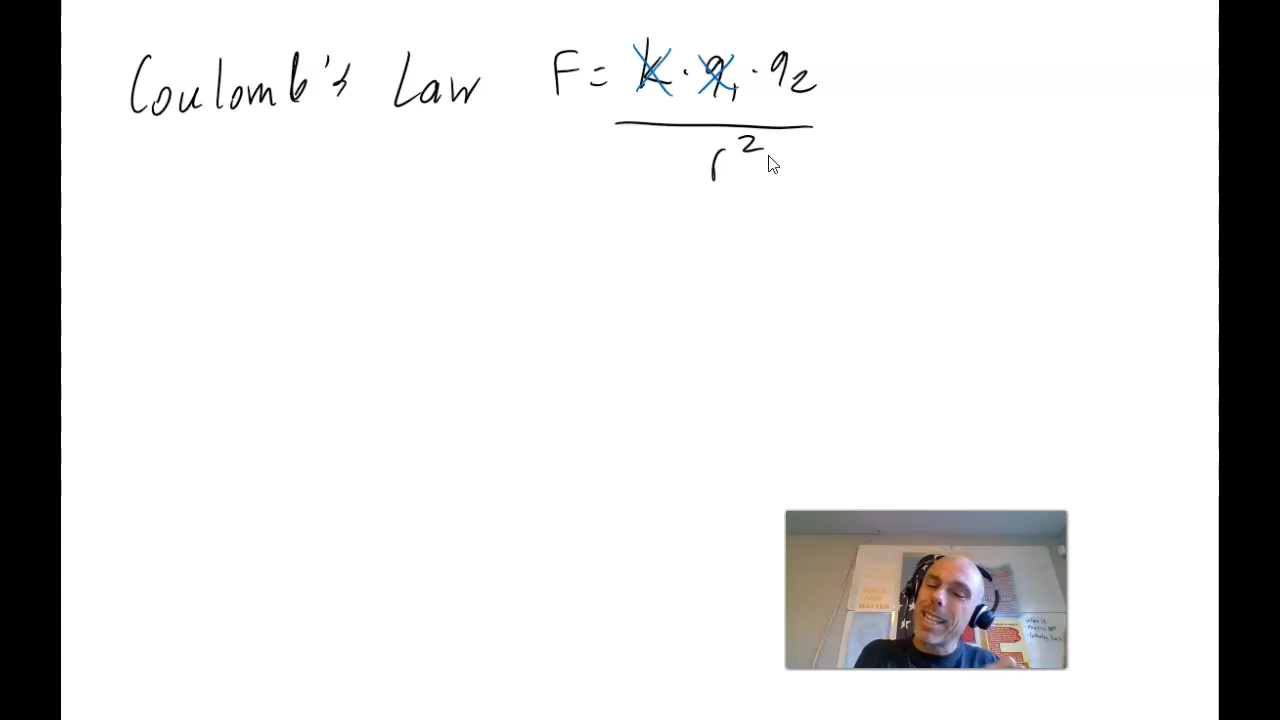 Coulomb's Law F = k · q₁ · q₂
r²